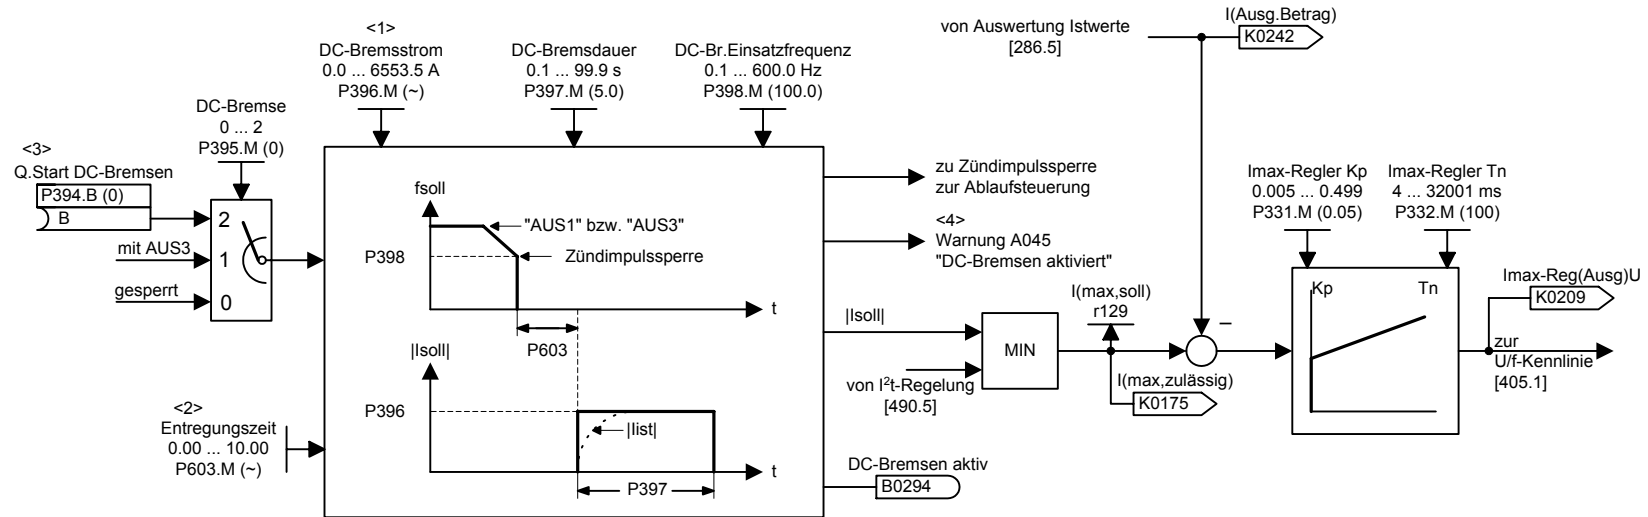 <1>
DC-Bremsstrom
0.0 ... 6553.5 A
P396.M (~)
DC-Bremsdauer
0.1 ... 99.9 s
P397.M (5.0)
DC-Br.Einsatzfrequenz
0.1 ... 600.0 Hz
P398.M (100.0)
von Auswertung Istwerte
[286.5]
I(Ausg.Betrag)
K0242
DC-Bremse
0 ... 2
P395.M (0)
<3>
Q.Start DC-Bremsen
P394.B (0)
B
mit AUS3
gesperrt
2
1
0
fsoll
"AUS1" bzw. "AUS3"
P398
Zündimpulssperre
t
P603
|Isoll|
P396
|Iist|
t
P397
<2>
Entregungszeit
0.00 ... 10.00
P603.M (~)
zu Zündimpulssperre
zur Ablaufsteuerung
<4>
Warnung A045
"DC-Bremsen aktiviert"
|Isoll|
von I²t-Regelung
[490.5]
MIN
I(max,soll)
r129
I(max,zulässig)
K0175
–
DC-Bremsen aktiv
B0294
Imax-Regler Kp
0.005 ... 0.499
P331.M (0.05)
Imax-Regler Tn
4 ... 32001 ms
P332.M (100)
Kp
Tn
Imax-Reg(Ausg)U
K0209
zur
U/f-Kennlinie
[405.1]